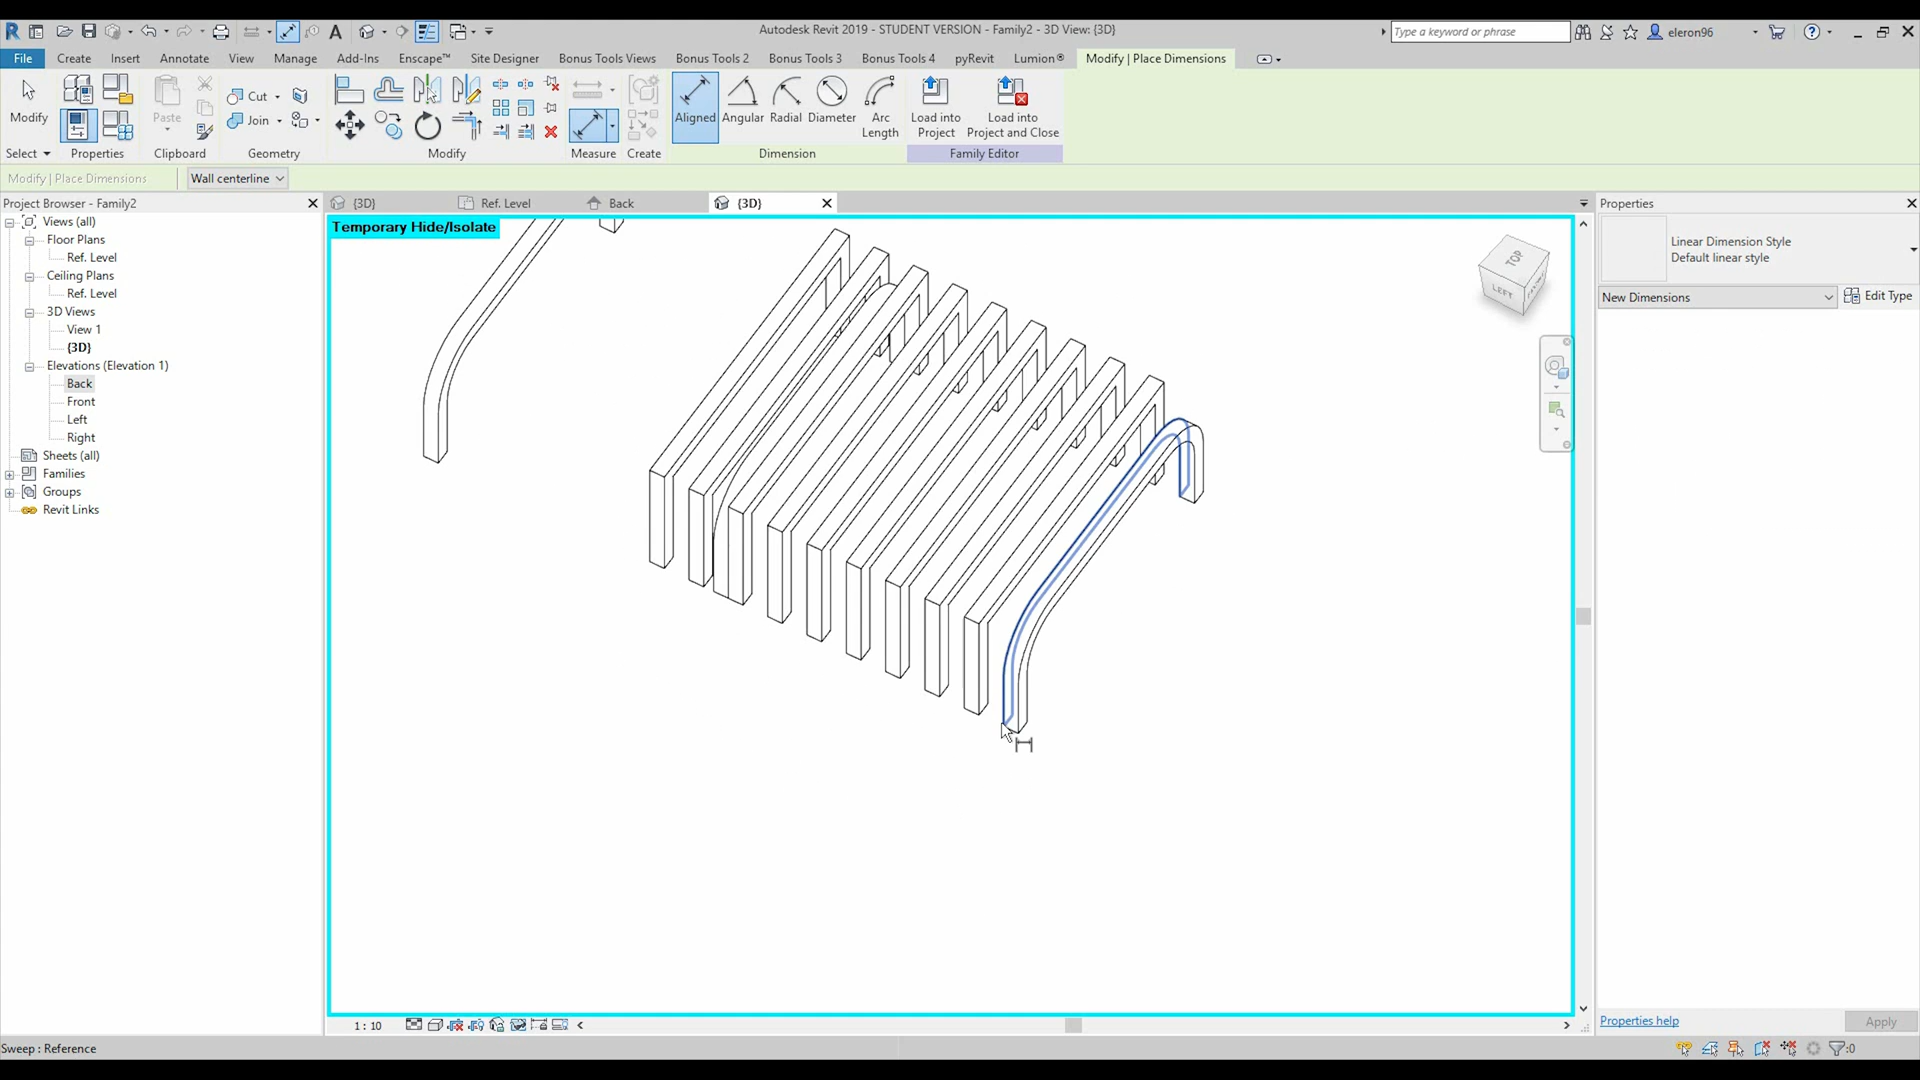 Autodesk Revit 2019 - STUDENT VERSION - Family2 - 3D View: {3D}
Type a keyword or phrase
eleron96
File
Create
Insert
Annotate
View
Manage
Add-Ins
Enscape™
Site Designer
Bonus Tools Views
Bonus Tools 2
Bonus Tools 3
Bonus Tools 4
pyRevit
Lumion®
Modify | Place Dimensions
Modify
Paste
Cut
Join
Aligned
Angular
Radial
Diameter
Arc
Length
Load into
Project
Load into
Project and Close
Select
Properties
Clipboard
Geometry
Modify
Measure
Create
Dimension
Family Editor
Modify | Place Dimensions
Wall centerline
Project Browser - Family2
{3D}
Ref. Level
Back
{3D}
Properties
Views (all)
Floor Plans
Ref. Level
Ceiling Plans
Ref. Level
3D Views
View 1
{3D}
Elevations (Elevation 1)
Back
Front
Left
Right
Sheets (all)
Families
Groups
Revit Links
Temporary Hide/Isolate
TOP
LEFT
Linear Dimension Style
Default linear style
New Dimensions
Edit Type
1 : 10
Properties help
Apply
Sweep : Reference
:0